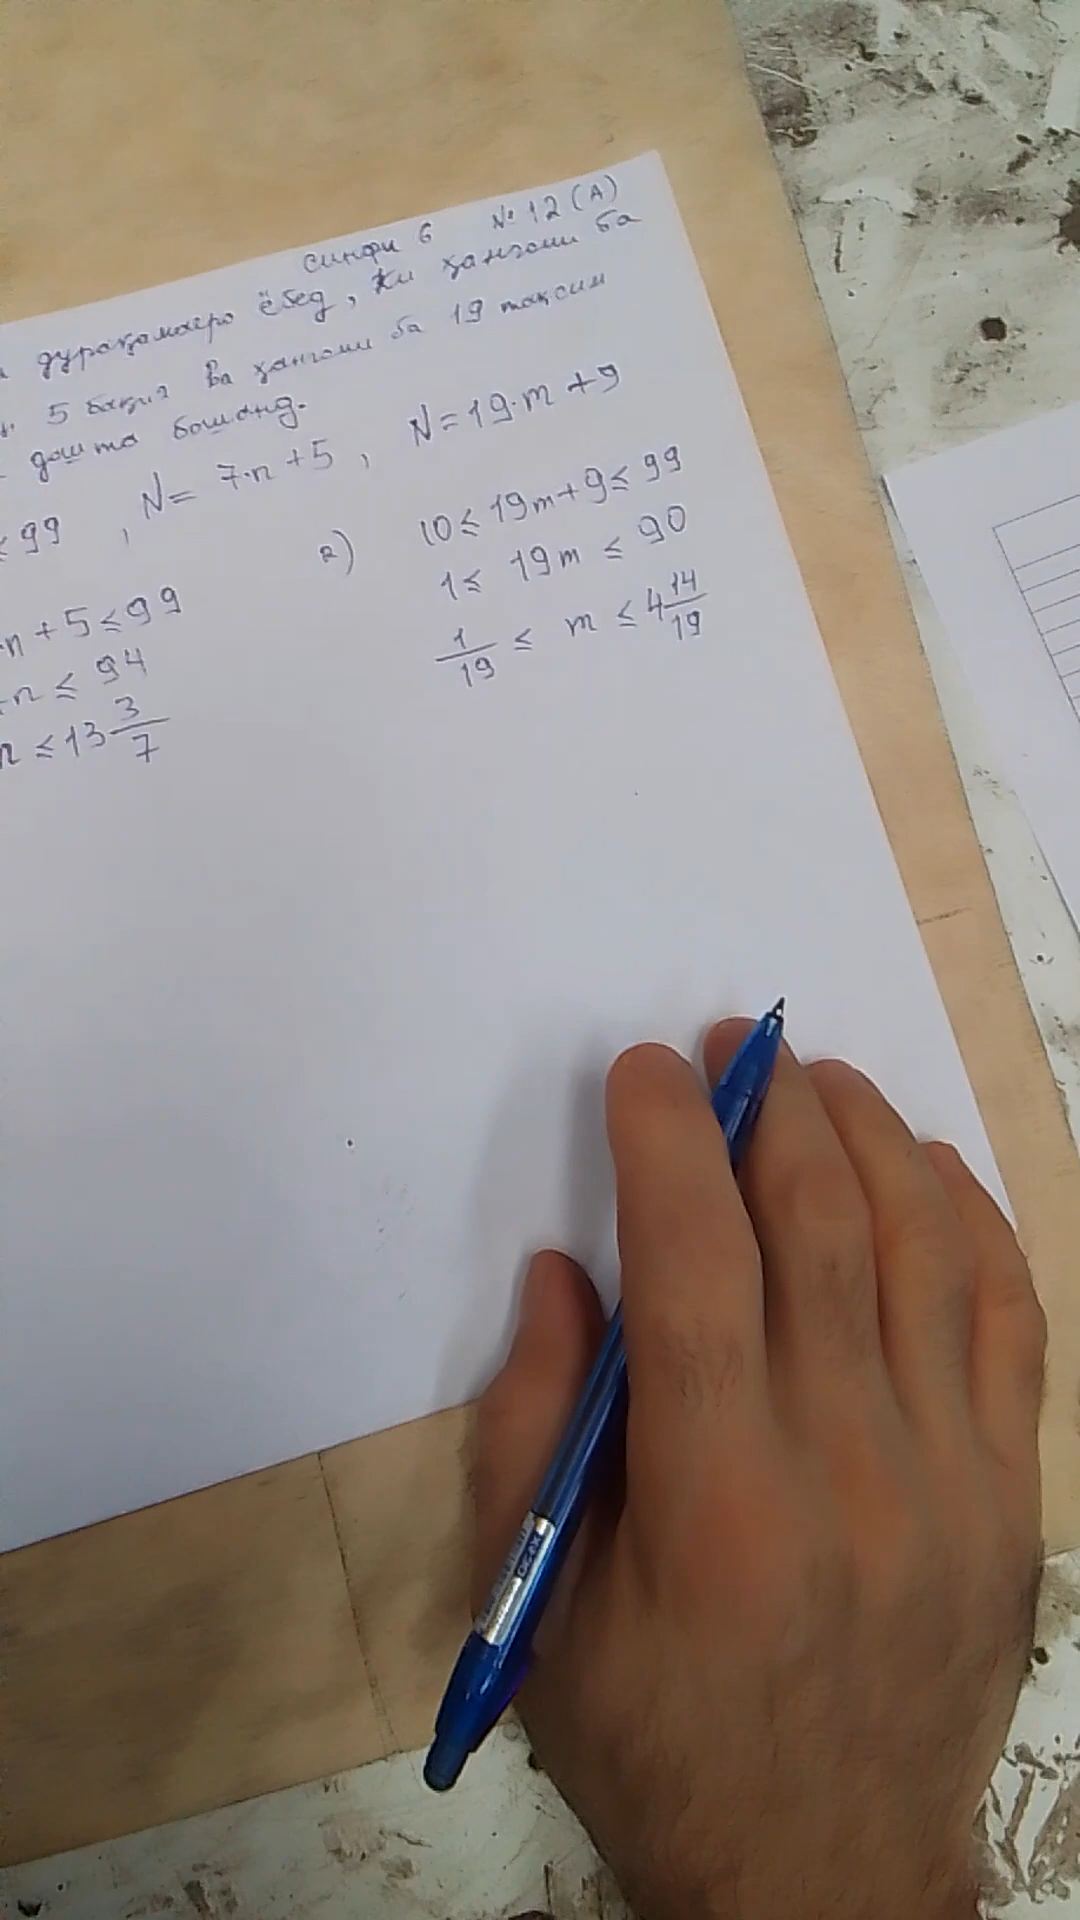 синфи 6 № 12 (А)
дурақамаеро ёбед, ки ҳангоми ба
5 бақия ва ҳангоми ба 19 тақсим
дошта бошанд.
≤ 99 , N = 7·n + 5 , N = 19·m + 9
·n + 5 ≤ 99
n ≤ 94
n ≤ 13 3/7
2) 10 ≤ 19m + 9 ≤ 99
1 ≤ 19m ≤ 90
1/19 ≤ m ≤ 4 14/19